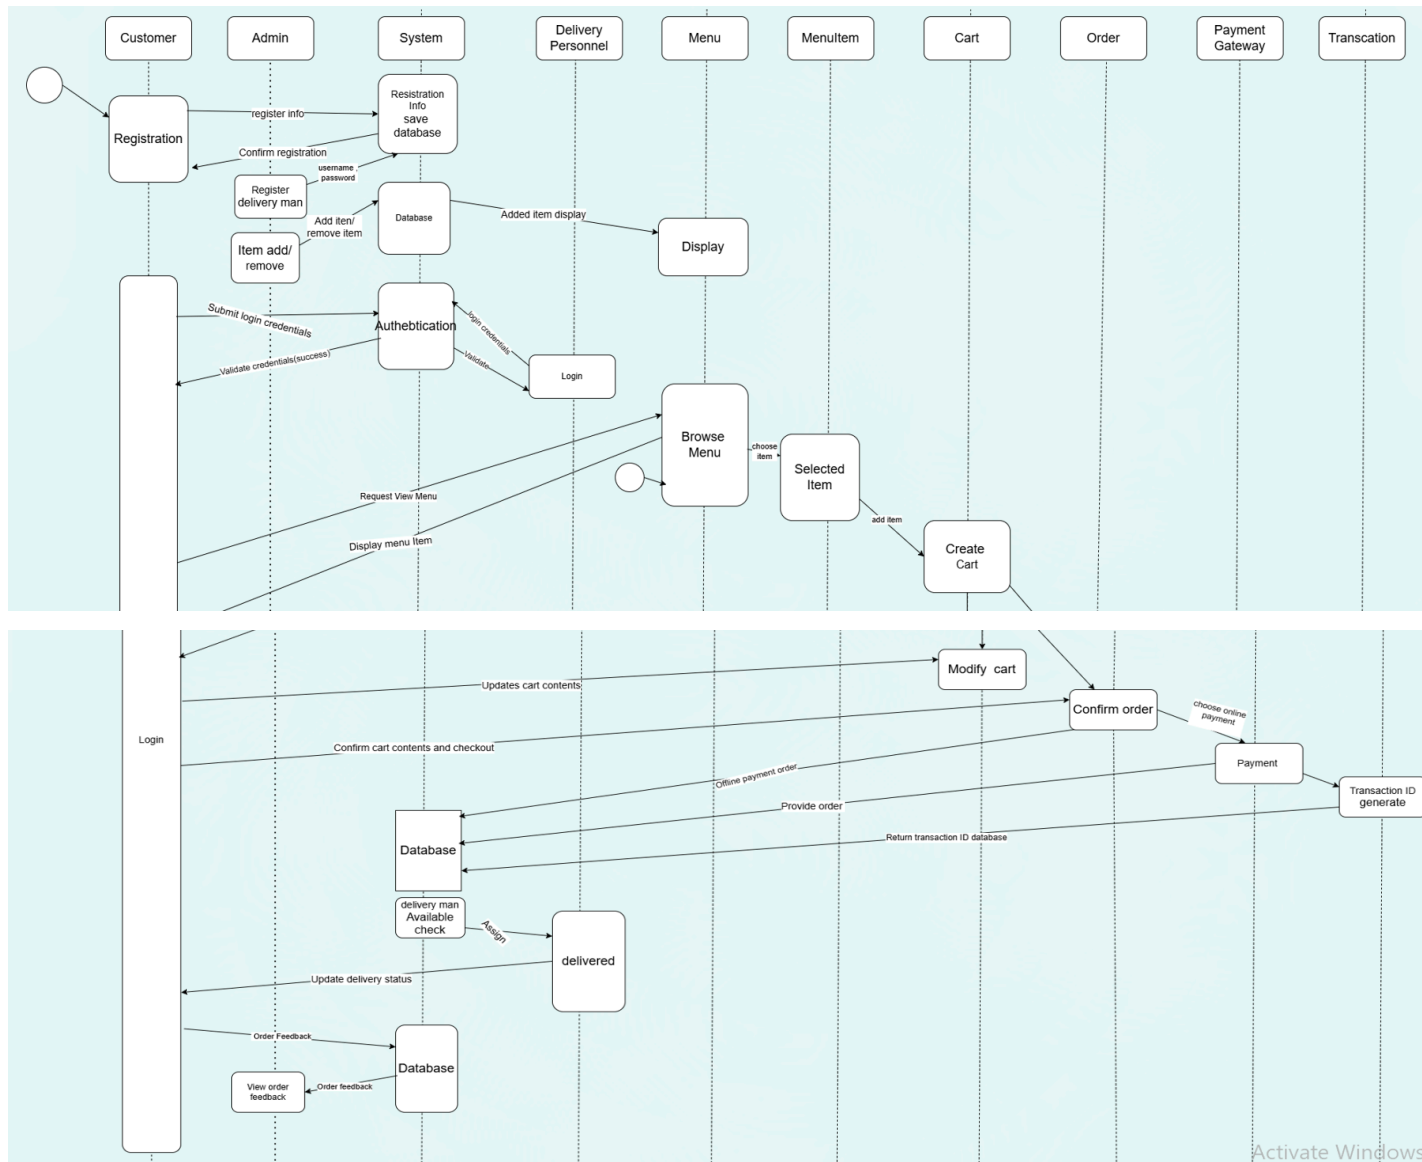 Customer
Admin
System
Delivery
Personnel
Menu
MenuItem
Cart
Order
Payment
Gateway
Transcation
Resistration
Info
save
database
Registration
register info
Confirm registration
username ,
password
Register
delivery man
Add iten/
remove item
Database
Added item display
Display
Item add/
remove
Submit login credentials
Authebtication
login credentials
Validate credentials(success)
Validate
Login
Browse
Menu
choose
item
Selected
Item
Request View Menu
add item
Display menu Item
Create
Cart
Modify cart
Updates cart contents
Confirm order
choose online
payment
Login
Confirm cart contents and checkout
Payment
Offline payment order
Transaction ID
generate
Provide order
Return transaction ID database
Database
delivery man
Available
check
Assign
delivered
Update delivery status
Order Feedback
Database
View order
feedback
Order feedback
Activate Windows